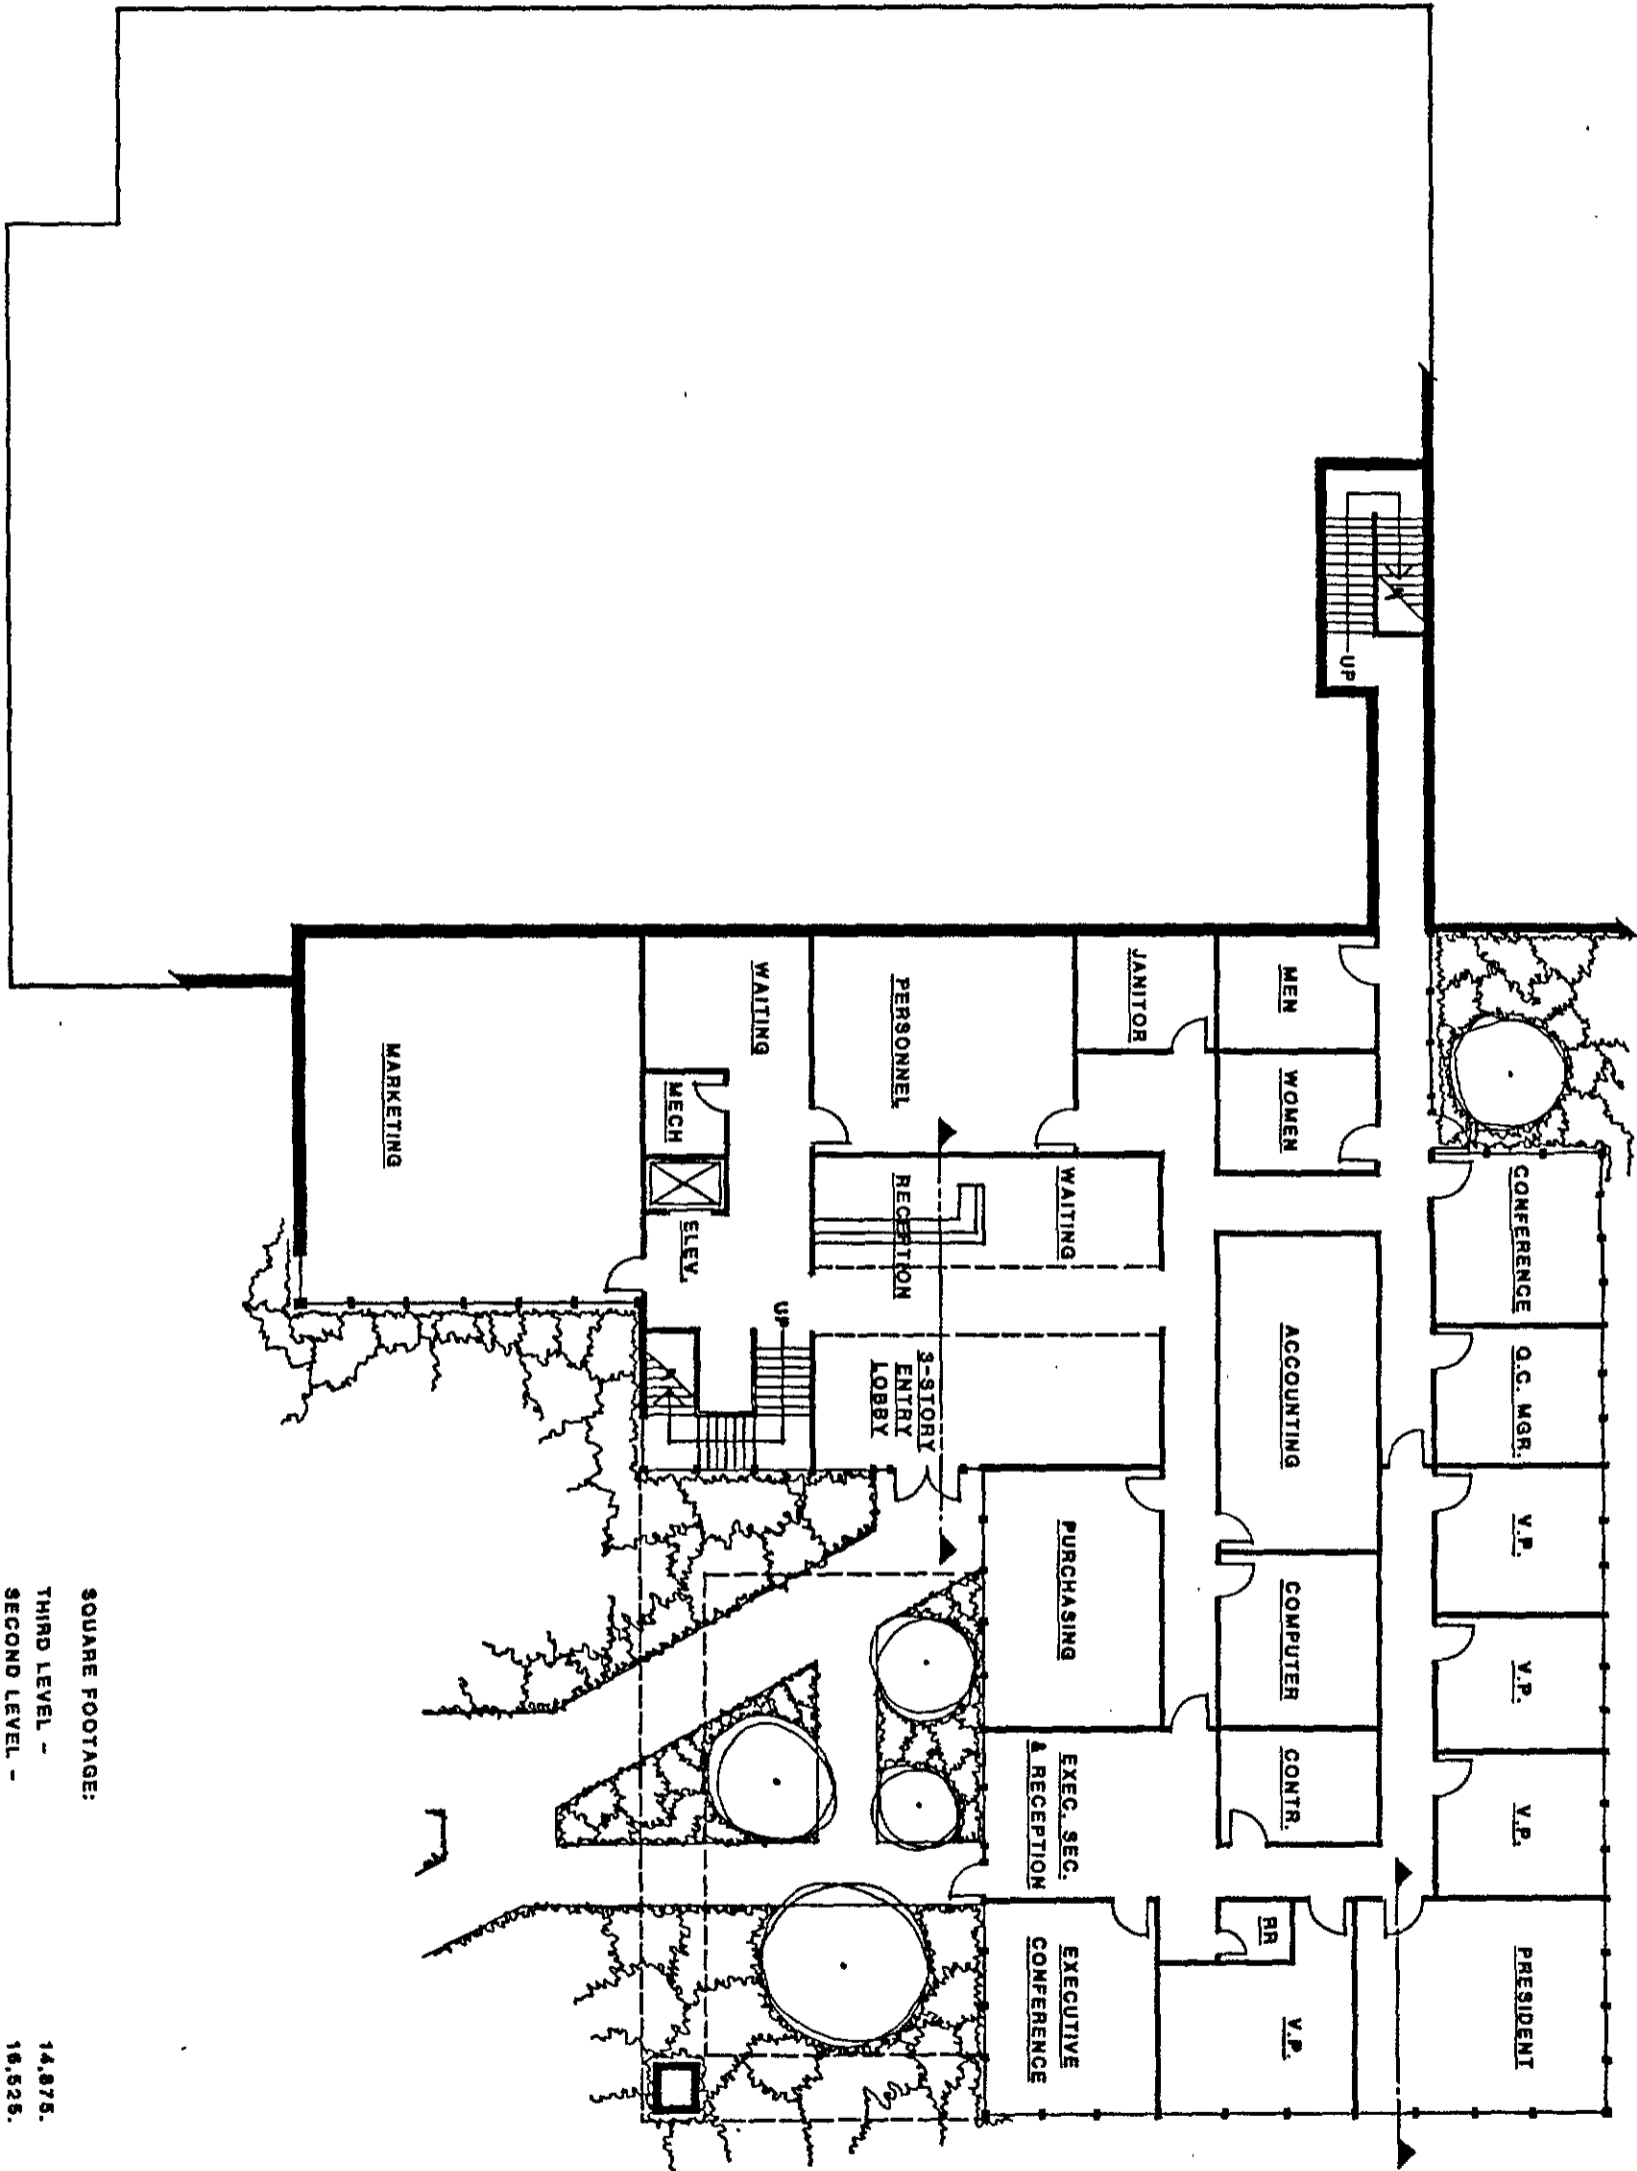 CONFERENCE
Q.C. MGR.
V.P.
V.P.
V.P.
PRESIDENT
UP
MEN
WOMEN
ACCOUNTING
COMPUTER
CONTR.
RR
V.P.
JANITOR
WAITING
PURCHASING
EXEC. SEC.
& RECEPTION
EXECUTIVE
CONFERENCE
PERSONNEL
RECEPTION
3-STORY
ENTRY
LOBBY
WAITING
UP
MECH
ELEV.
MARKETING
SQUARE FOOTAGE:
THIRD LEVEL - 14,875.
SECOND LEVEL - 16,525.